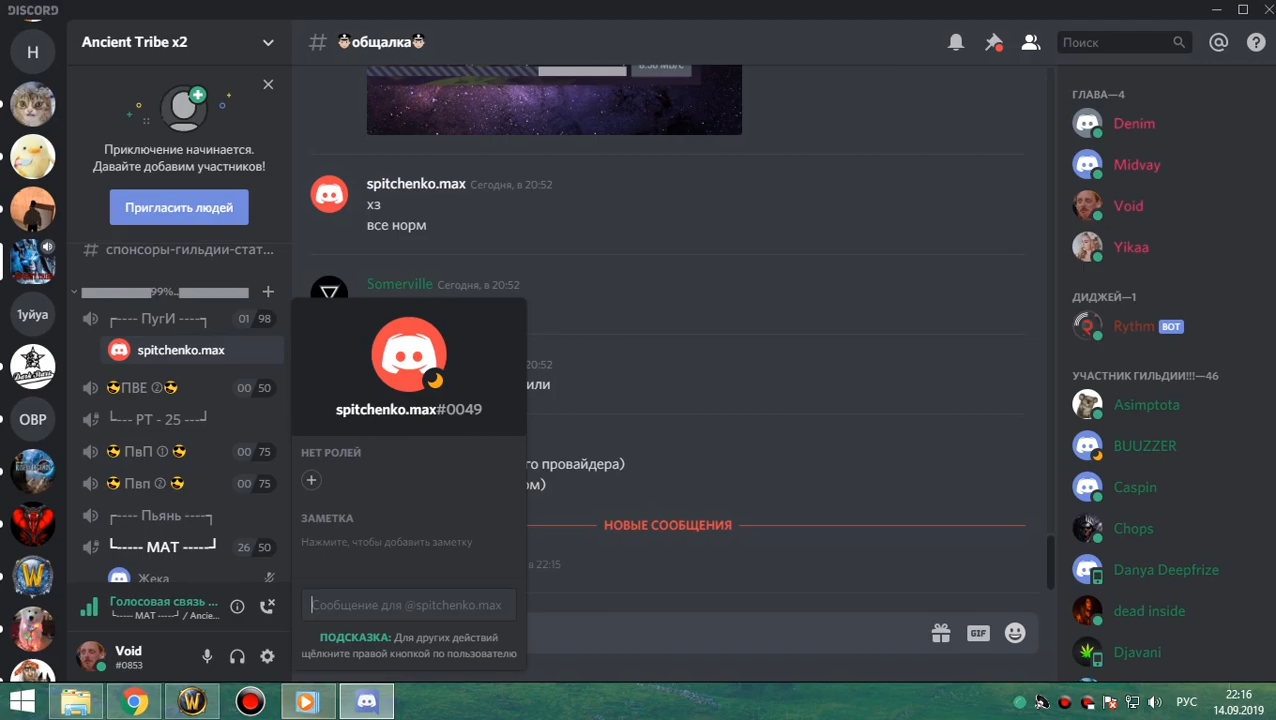 DISCORD
H
1уйуа
ОВР
Ancient Tribe x2
Приключение начинается.
Давайте добавим участников!
Пригласить людей
# спонсоры-гильдии-стат...
99%..
┌---- ПугИ ----┐ 01 98
spitchenko.max
😎ПВЕ ②😎 00 50
└--- РТ - 25 ----┘
😎 ПвП ① 😎 00 75
😎 Пвп ② 😎 00 75
┌---- Пьянь ----┐
└----- МАТ -----┘ 26 50
Жека
Голосовая связь ...
└----- МАТ -----┘ / Ancie...
Void
#0853
# общалка
Поиск
spitchenko.max Сегодня, в 20:52
хз
все норм
Somerville Сегодня, в 20:52
в 20:52
или
го провайдера)
ом)
НОВЫЕ СООБЩЕНИЯ
в 22:15
GIF
spitchenko.max#0049
НЕТ РОЛЕЙ
ЗАМЕТКА
Нажмите, чтобы добавить заметку
Сообщение для @spitchenko.max
ПОДСКАЗКА: Для других действий
щёлкните правой кнопкой по пользователю
ГЛАВА—4
Denim
Midvay
Void
Yikaa
ДИДЖЕЙ—1
Rythm BOT
УЧАСТНИК ГИЛЬДИИ!!!—46
Asimptota
BUUZZER
Caspin
Chops
Danya Deepfrize
dead inside
Djavani
РУС
22:16
14.09.2019